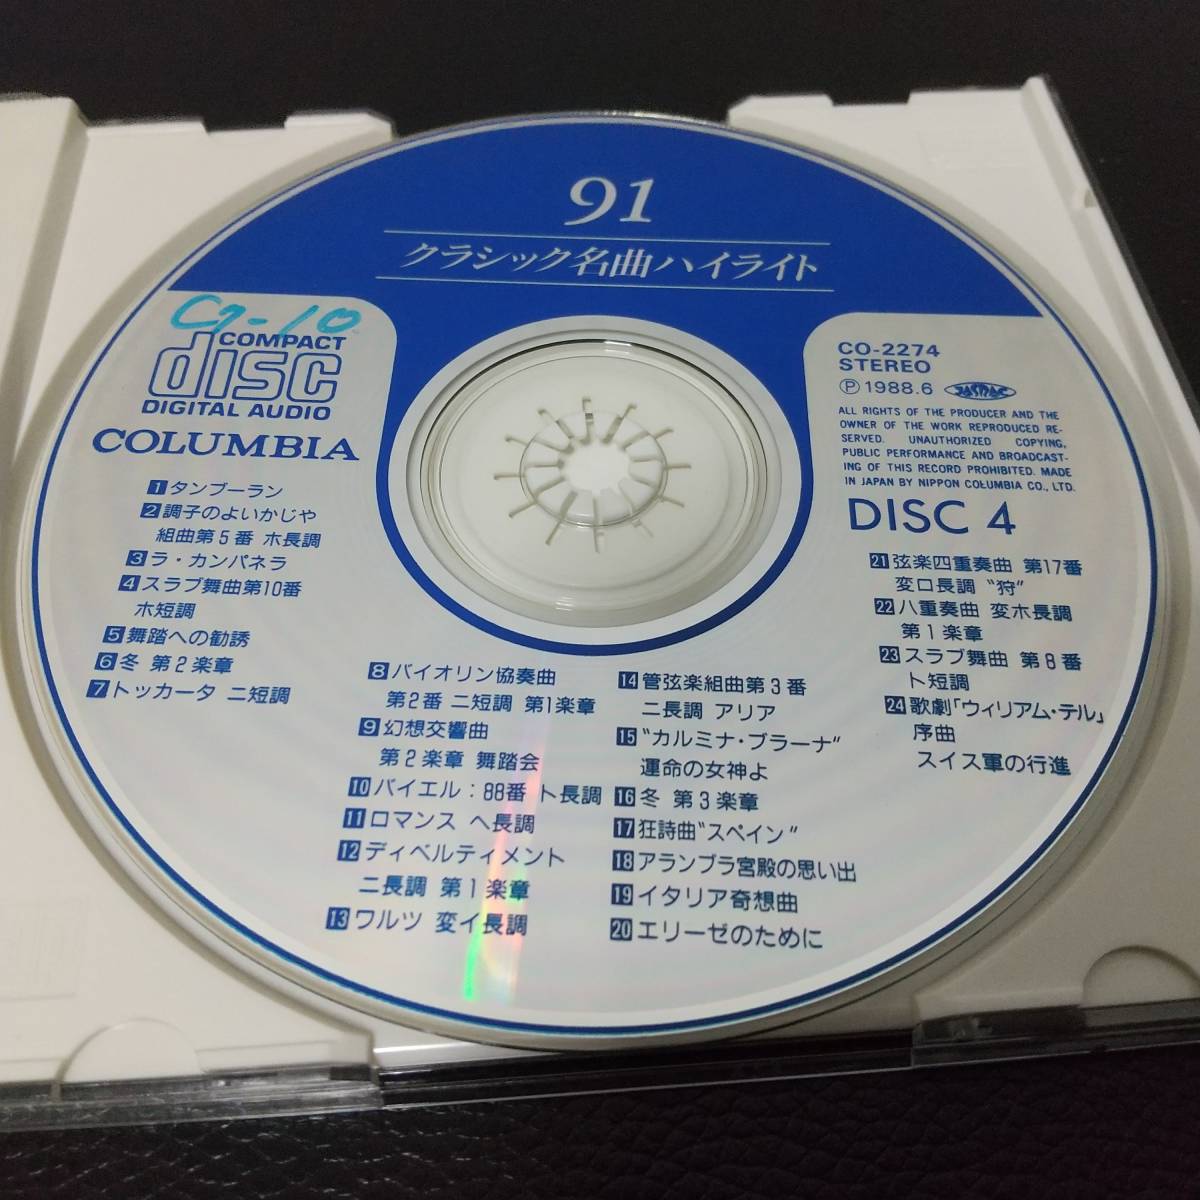 91
クラシック名曲ハイライト
C7-10
COMPACT
disc
DIGITAL AUDIO
COLUMBIA
CO-2274
STEREO
Ⓟ1988.6 JASRAC
ALL RIGHTS OF THE PRODUCER AND THE
OWNER OF THE WORK REPRODUCED RE-
SERVED. UNAUTHORIZED COPYING,
PUBLIC PERFORMANCE AND BROADCAST-
ING OF THIS RECORD PROHIBITED. MADE
IN JAPAN BY NIPPON COLUMBIA CO., LTD.
DISC 4
1 タンブーラン
2 調子のよいかじや
組曲第5番 ホ長調
3 ラ・カンパネラ
4 スラブ舞曲第10番
ホ短調
5 舞踏への勧誘
6 冬 第2楽章
7 トッカータ ニ短調
8 バイオリン協奏曲
第2番 ニ短調 第1楽章
9 幻想交響曲
第2楽章 舞踏会
10 バイエル：88番 ト長調
11 ロマンス ヘ長調
12 ディベルティメント
ニ長調 第1楽章
13 ワルツ 変イ長調
14 管弦楽組曲第3番
ニ長調 アリア
15 "カルミナ・ブラーナ"
運命の女神よ
16 冬 第3楽章
17 狂詩曲"スペイン"
18 アランブラ宮殿の思い出
19 イタリア奇想曲
20 エリーゼのために
21 弦楽四重奏曲 第17番
変ロ長調 "狩"
22 八重奏曲 変ホ長調
第1楽章
23 スラブ舞曲 第8番
ト短調
24 歌劇「ウィリアム・テル」
序曲
スイス軍の行進